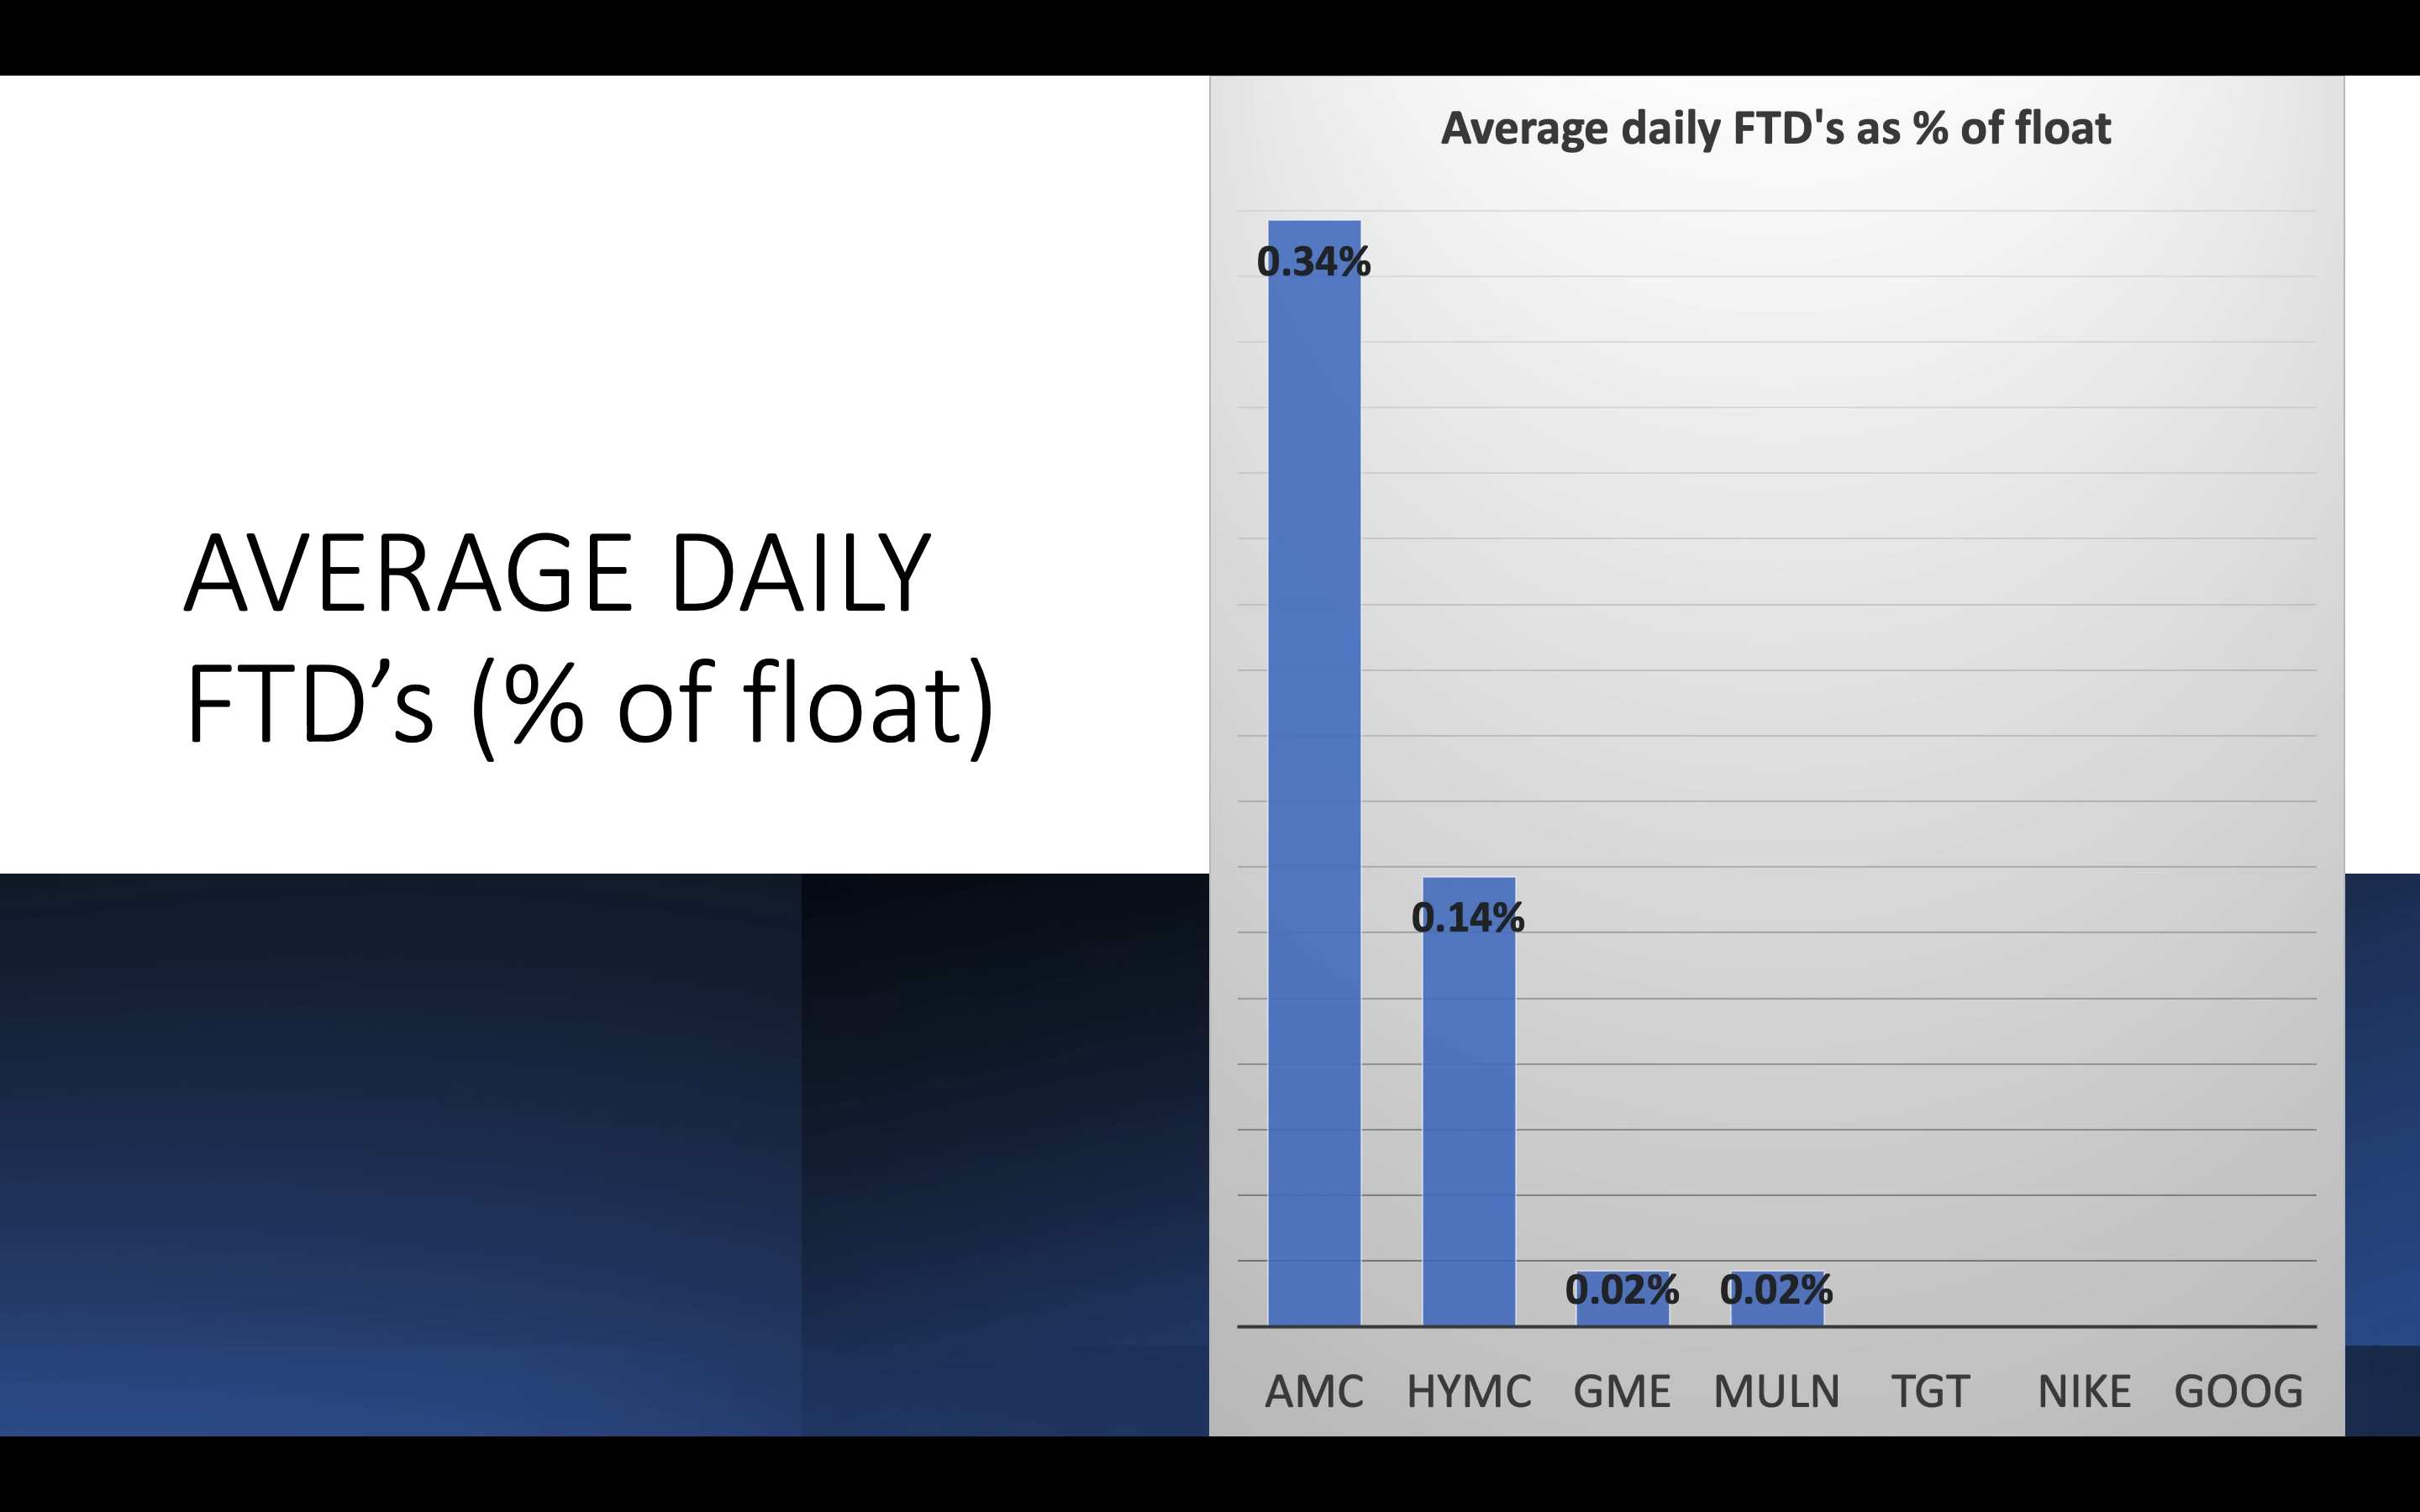 AVERAGE DAILY
FTD’s (% of float)
Average daily FTD's as % of float
0.34%
0.14%
0.02% 0.02%
AMC HYMC GME MULN TGT NIKE GOOG